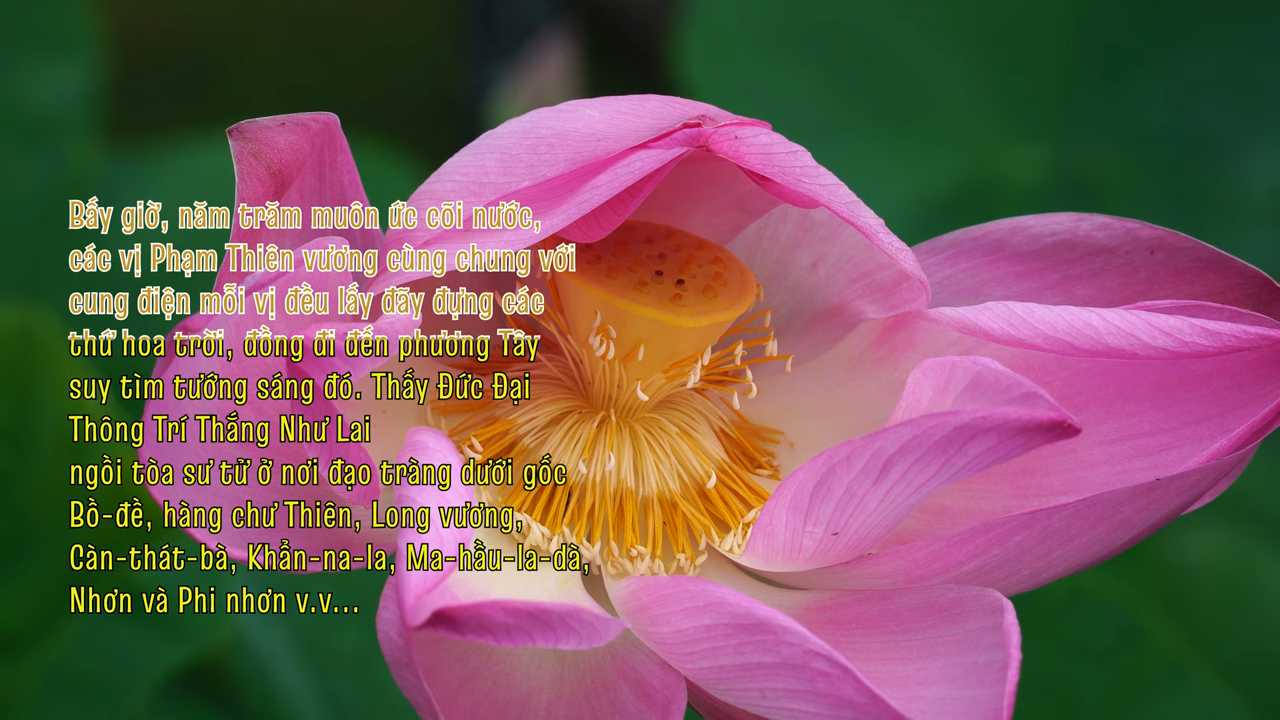 Bấy giờ, năm trăm muôn ức cõi nước,
các vị Phạm Thiên vương cùng chung với
cung điện mỗi vị đều lấy đãy đựng các
thứ hoa trời, đồng đi đến phương Tây
suy tìm tướng sáng đó. Thấy Đức Đại
Thông Trí Thắng Như Lai
ngồi tòa sư tử ở nơi đạo tràng dưới gốc
Bồ-đề, hàng chư Thiên, Long vương,
Càn-thát-bà, Khẩn-na-la, Ma-hầu-la-dà,
Nhơn và Phi nhơn v.v...